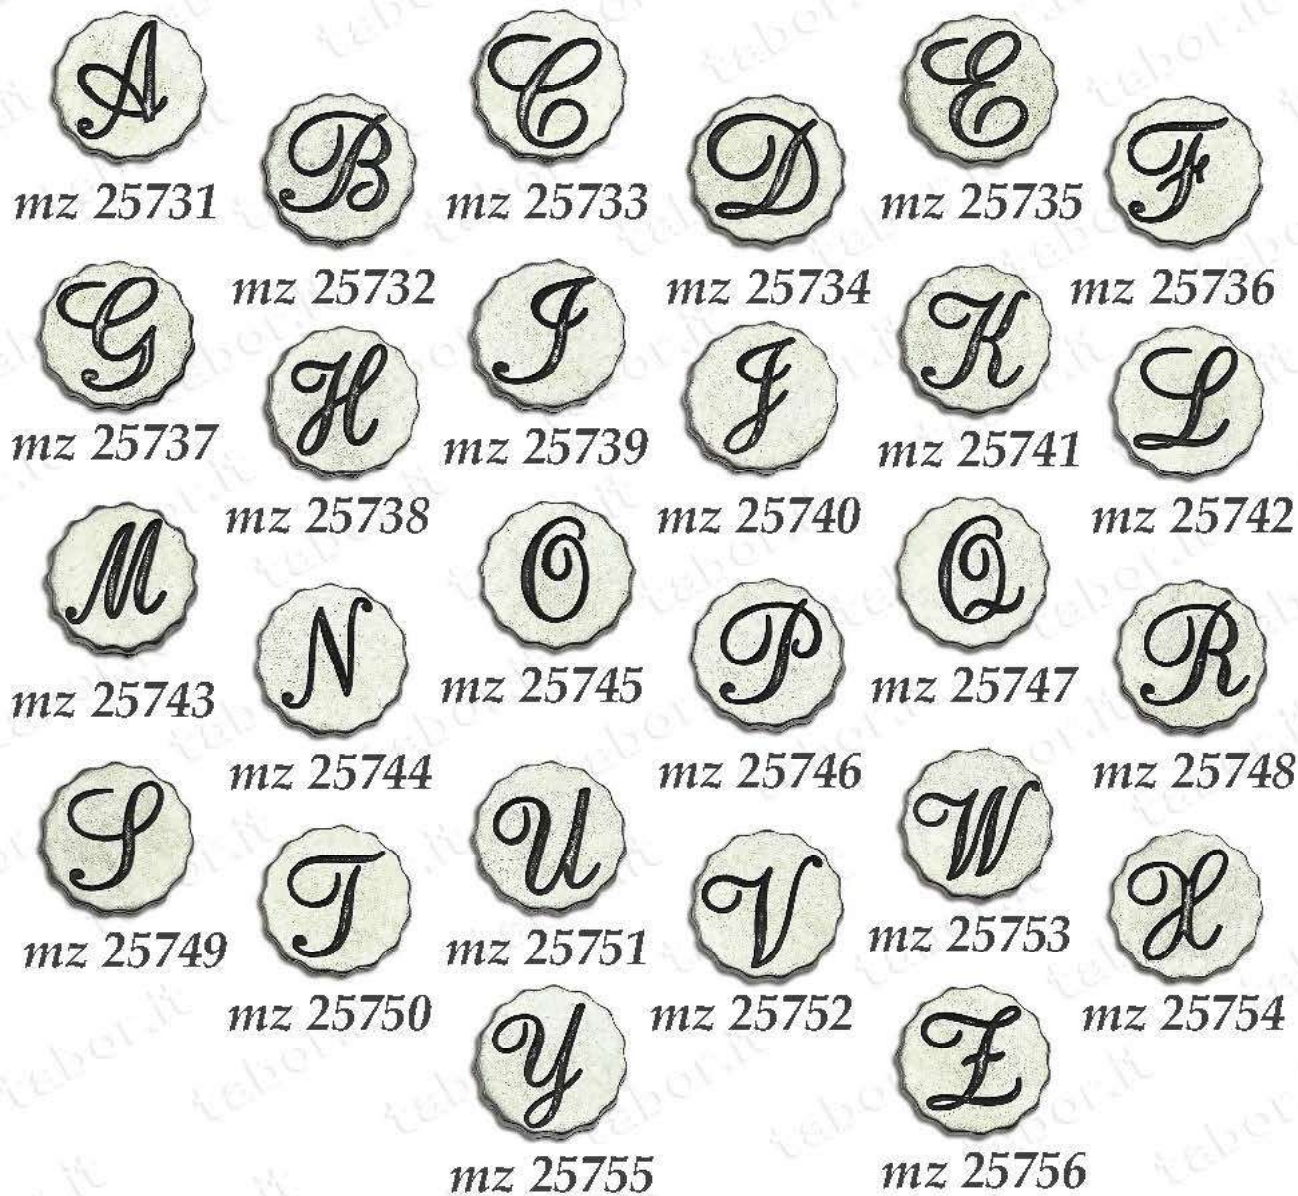 A
mz 25731
B
mz 25732
C
mz 25733
D
mz 25734
E
mz 25735
F
mz 25736
G
mz 25737
H
mz 25738
I
mz 25739
J
mz 25740
K
mz 25741
L
mz 25742
M
mz 25743
N
mz 25744
O
mz 25745
P
mz 25746
Q
mz 25747
R
mz 25748
S
mz 25749
T
mz 25750
U
mz 25751
V
mz 25752
W
mz 25753
X
mz 25754
Y
mz 25755
Z
mz 25756
tabor.it